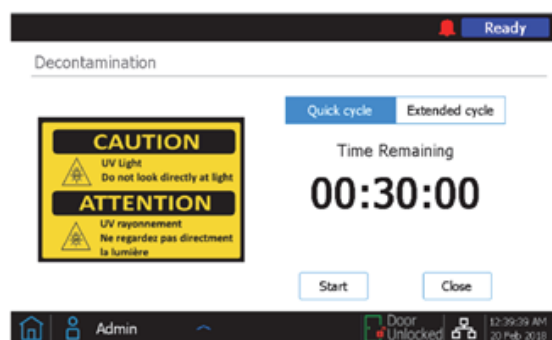 Ready
Decontamination
Quick cycle
Extended cycle
CAUTION
UV Light
Do not look directly at light
ATTENTION
UV rayonnement
Ne regardez pas directment
la lumière
Time Remaining
00:30:00
Start
Close
Admin
Door
Unlocked
12:39:39 AM
20 Feb 2018